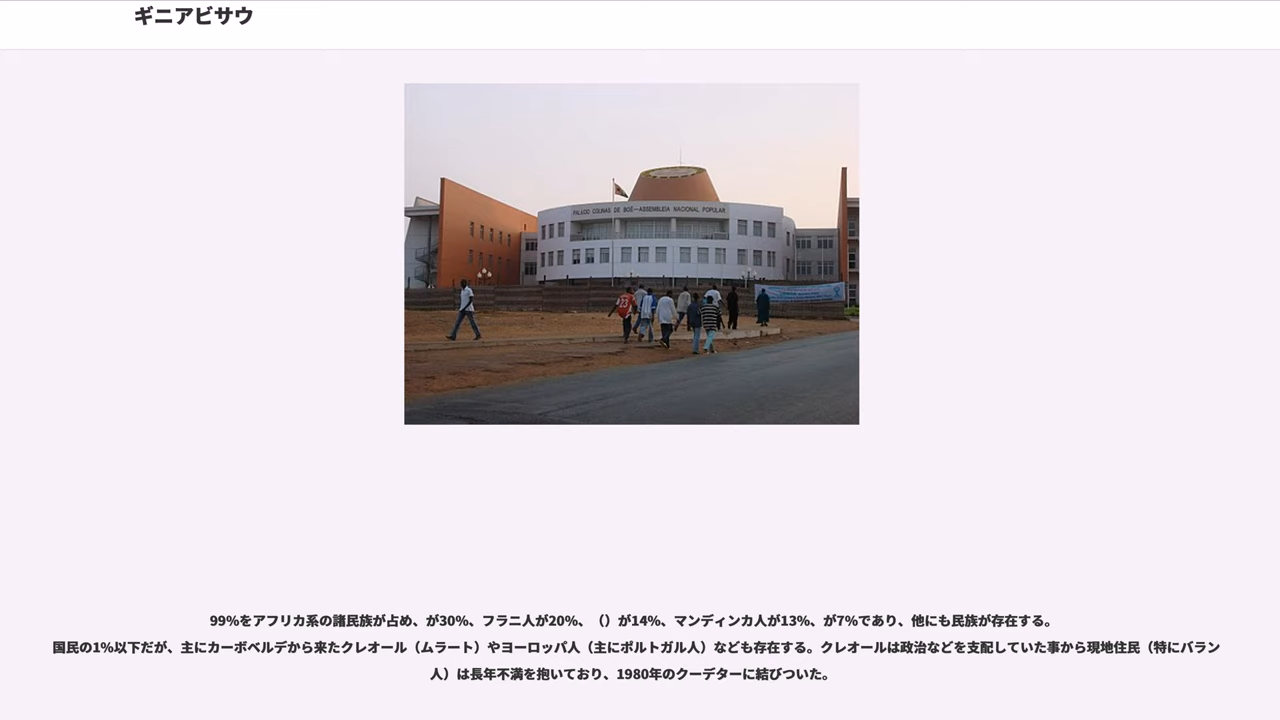 ギニアビサウ
PALÁCIO COLINAS DE BOÉ—ASSEMBLEIA NACIONAL POPULAR
23
99%をアフリカ系の諸民族が占め、が30%、フラニ人が20%、（）が14%、マンディンカ人が13%、が7%であり、他にも民族が存在する。
国民の1%以下だが、主にカーボベルデから来たクレオール（ムラート）やヨーロッパ人（主にポルトガル人）なども存在する。クレオールは政治などを支配していた事から現地住民（特にバラン
人）は長年不満を抱いており、1980年のクーデターに結びついた。